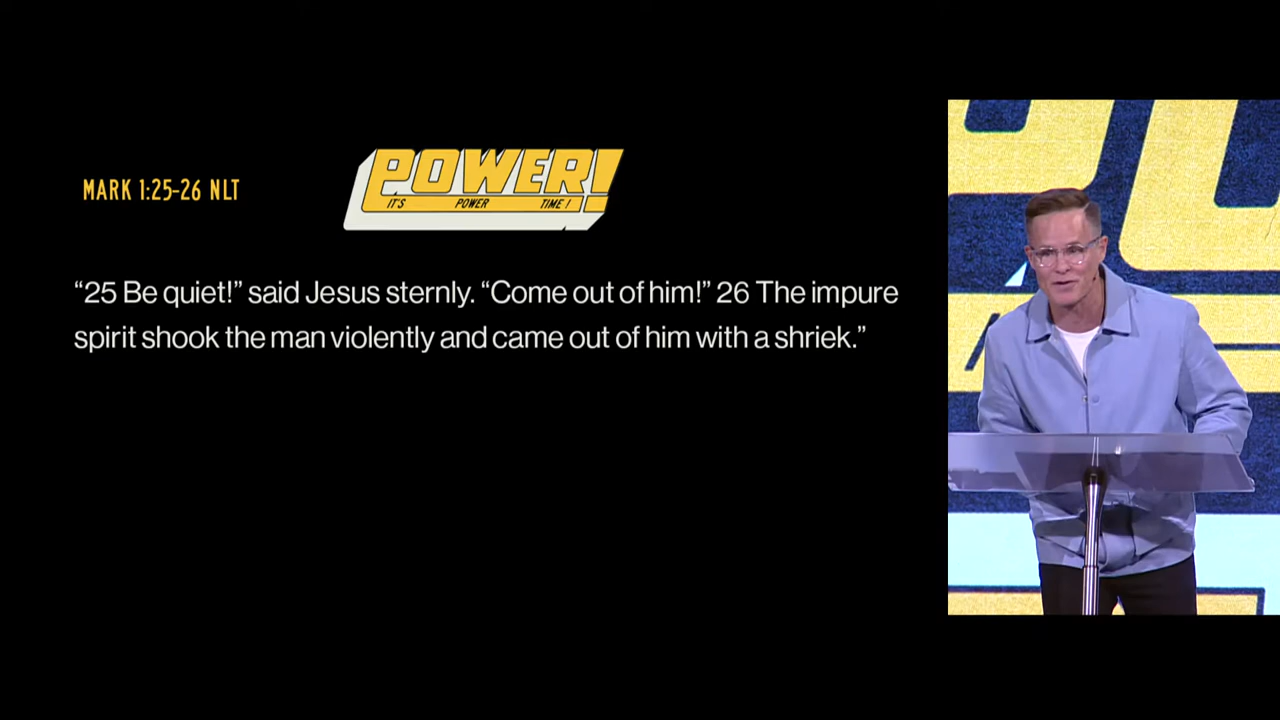 MARK 1:25-26 NLT
POWER!
IT'S POWER TIME!
“25 Be quiet!” said Jesus sternly. “Come out of him!” 26 The impure
spirit shook the man violently and came out of him with a shriek.”